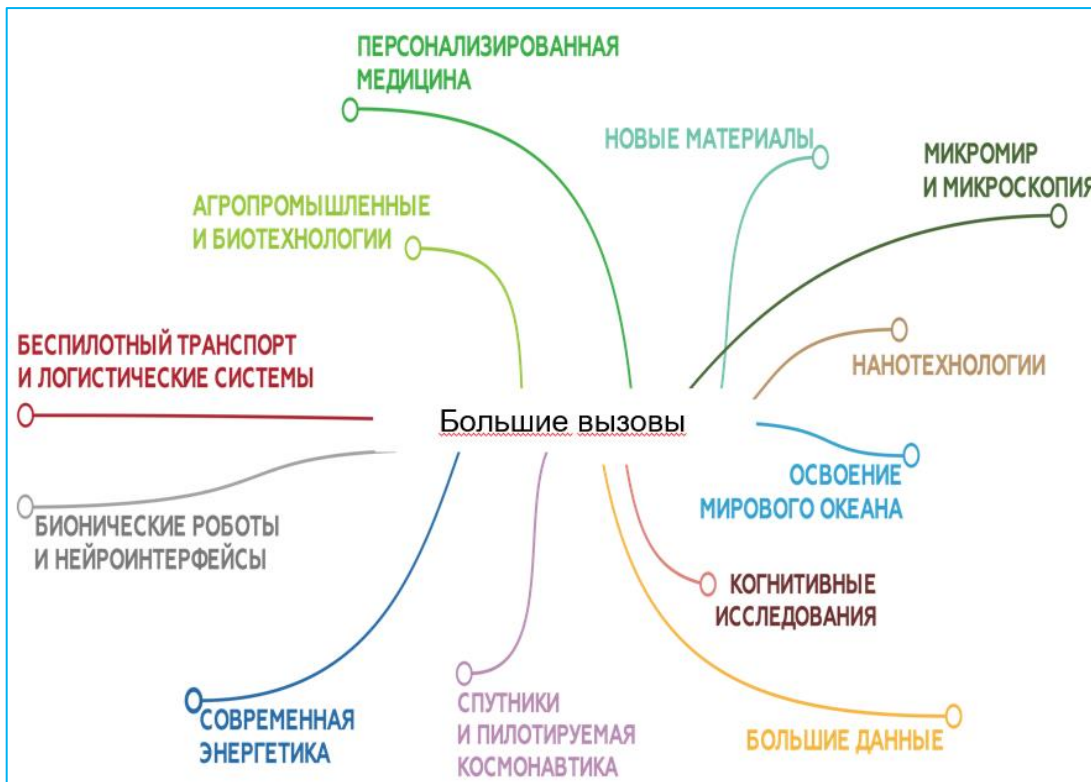 ПЕРСОНАЛИЗИРОВАННАЯ
МЕДИЦИНА
НОВЫЕ МАТЕРИАЛЫ
МИКРОМИР
И МИКРОСКОПИЯ
АГРОПРОМЫШЛЕННЫЕ
И БИОТЕХНОЛОГИИ
БЕСПИЛОТНЫЙ ТРАНСПОРТ
И ЛОГИСТИЧЕСКИЕ СИСТЕМЫ
НАНОТЕХНОЛОГИИ
Большие вызовы
ОСВОЕНИЕ
МИРОВОГО ОКЕАНА
БИОНИЧЕСКИЕ РОБОТЫ
И НЕЙРОИНТЕРФЕЙСЫ
КОГНИТИВНЫЕ
ИССЛЕДОВАНИЯ
СОВРЕМЕННАЯ
ЭНЕРГЕТИКА
СПУТНИКИ
И ПИЛОТИРУЕМАЯ
КОСМОНАВТИКА
БОЛЬШИЕ ДАННЫЕ